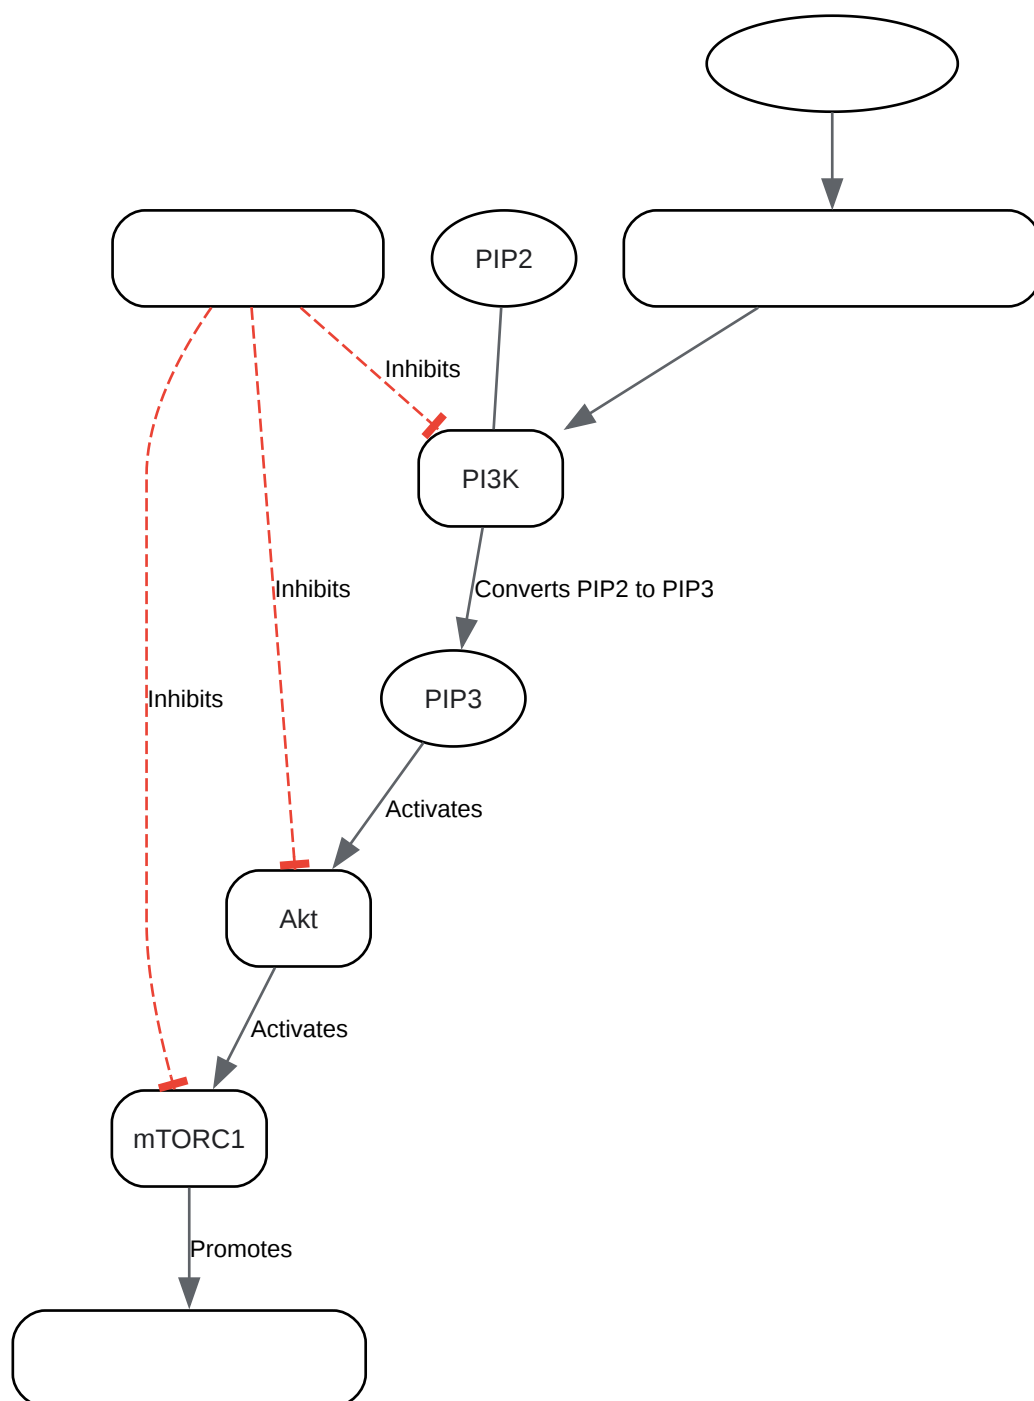 PIP2
Inhibits
PI3K
Inhibits
Converts PIP2 to PIP3
Inhibits
PIP3
Activates
Akt
Activates
mTORC1
Promotes